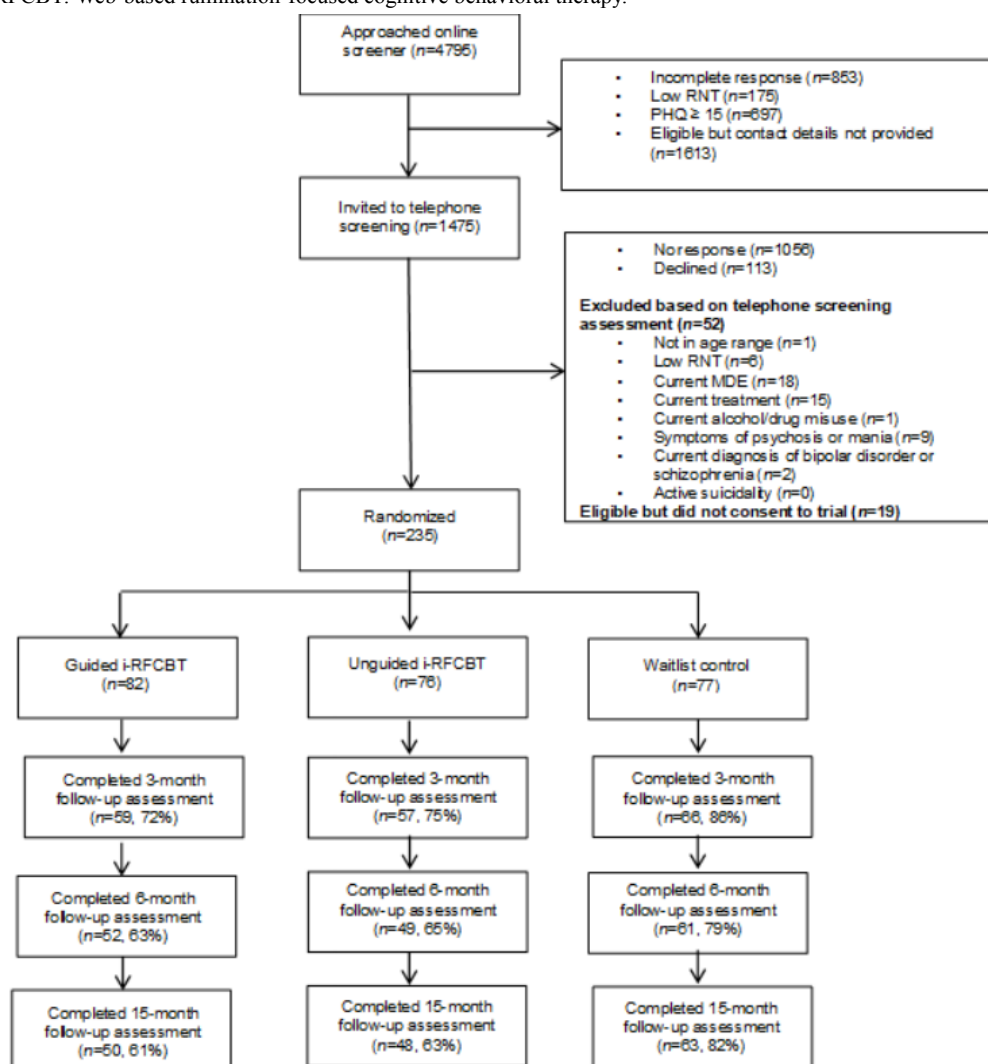 RFCBT: Web-based rumination-focused cognitive behavioral therapy.
Approached online
screener (n=4795)
• Incomplete response (n=853)
• Low RNT (n=175)
• PHQ ≥ 15 (n=697)
• Eligible but contact details not provided
(n=1613)
Invited to telephone
screening (n=1475)
• No response (n=1056)
• Declined (n=113)
Excluded based on telephone screening
assessment (n=52)
• Not in age range (n=1)
• Low RNT (n=6)
• Current MDE (n=18)
• Current treatment (n=15)
• Current alcohol/drug misuse (n=1)
• Symptoms of psychosis or mania (n=9)
• Current diagnosis of bipolar disorder or
schizophrenia (n=2)
• Active suicidality (n=0)
Eligible but did not consent to trial (n=19)
Randomized
(n=235)
Guided i-RFCBT
(n=82)
Unguided i-RFCBT
(n=76)
Waitlist control
(n=77)
Completed 3-month
follow-up assessment
(n=59, 72%)
Completed 3-month
follow-up assessment
(n=57, 75%)
Completed 3-month
follow-up assessment
(n=66, 86%)
Completed 6-month
follow-up assessment
(n=52, 63%)
Completed 6-month
follow-up assessment
(n=49, 65%)
Completed 6-month
follow-up assessment
(n=61, 79%)
Completed 15-month
follow-up assessment
(n=50, 61%)
Completed 15-month
follow-up assessment
(n=48, 63%)
Completed 15-month
follow-up assessment
(n=63, 82%)